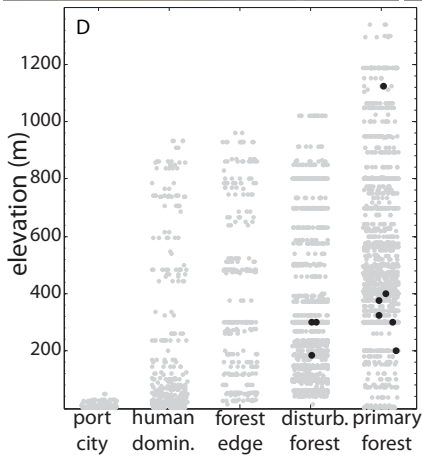 D
elevation (m)
1200
1000
800
600
400
200
port city
human domin.
forest edge
disturb. forest
primary forest